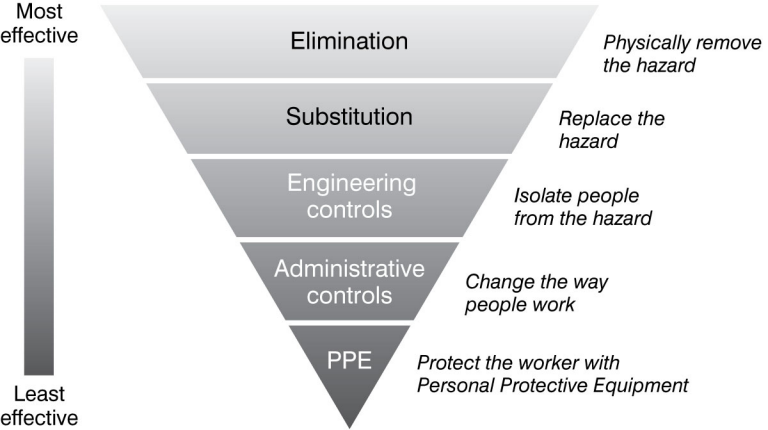 Most
effective
Elimination
Physically remove
the hazard
Substitution
Replace the
hazard
Engineering
controls
Isolate people
from the hazard
Administrative
controls
Change the way
people work
PPE
Protect the worker with
Personal Protective Equipment
Least
effective